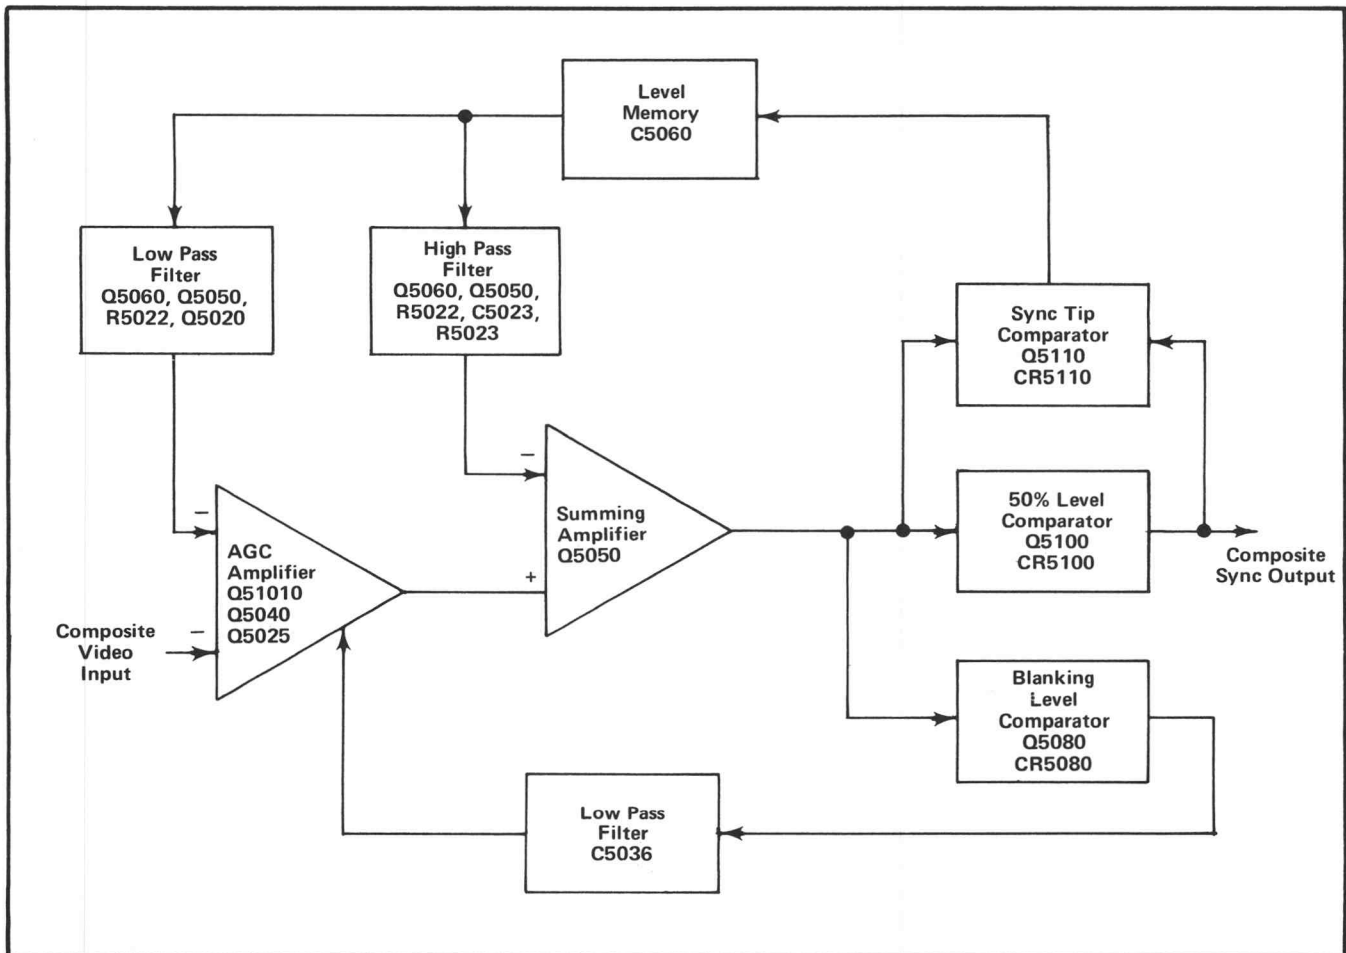 Level
Memory
C5060
Low Pass
Filter
Q5060, Q5050,
R5022, Q5020
High Pass
Filter
Q5060, Q5050,
R5022, C5023,
R5023
Sync Tip
Comparator
Q5110
CR5110
−
Summing
Amplifier
Q5050
+
50% Level
Comparator
Q5100
CR5100
Composite
Sync Output
−
AGC
Amplifier
Q51010
Q5040
Q5025
−
Composite
Video
Input
Blanking
Level
Comparator
Q5080
CR5080
Low Pass
Filter
C5036